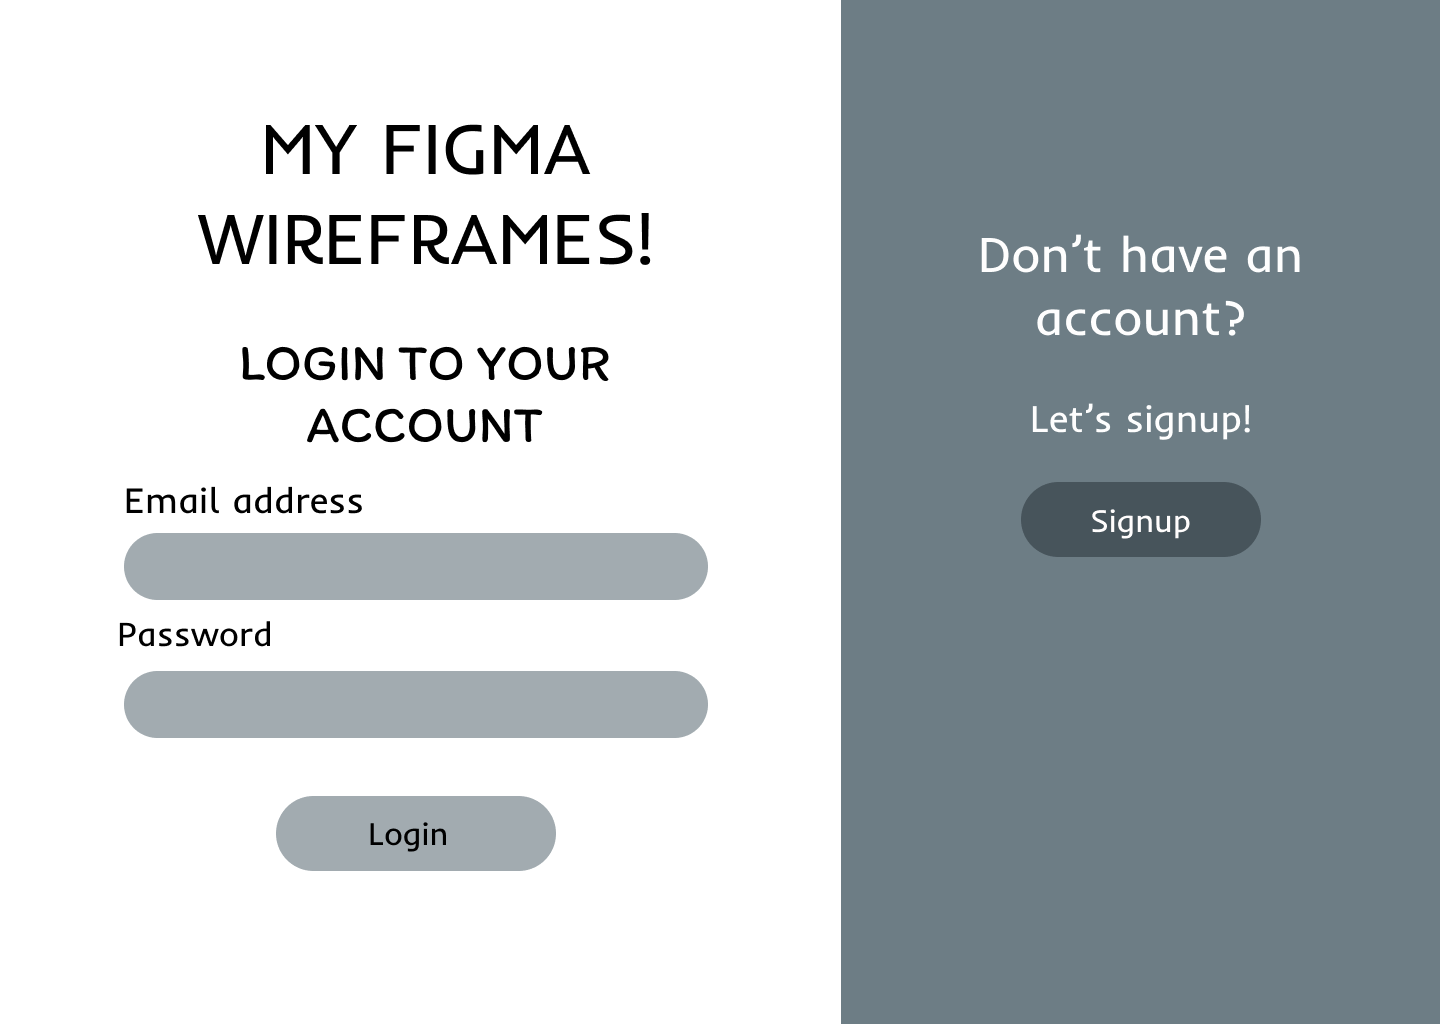 MY FIGMA
WIREFRAMES!
LOGIN TO YOUR
ACCOUNT
Email address
Password
Login
Don’t have an
account?
Let’s signup!
Signup